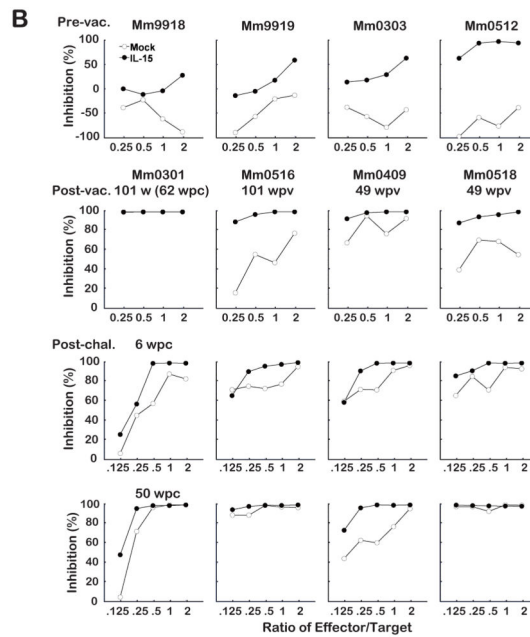 B
Pre-vac. Mm9918 Mm9919 Mm0303 Mm0512
Mock
IL-15
Inhibition (%)
100
50
0
-50
-100
0.25 0.5 1 2 0.25 0.5 1 2 0.25 0.5 1 2 0.25 0.5 1 2
Mm0301 Mm0516 Mm0409 Mm0518
Post-vac. 101 w (62 wpc) 101 wpv 49 wpv 49 wpv
Inhibition (%)
100
80
60
40
20
0
0.25 0.5 1 2 0.25 0.5 1 2 0.25 0.5 1 2 0.25 0.5 1 2
Post-chal. 6 wpc
Inhibition (%)
100
80
60
40
20
0
.125 .25 .5 1 2 .125 .25 .5 1 2 .125 .25 .5 1 2 .125 .25 .5 1 2
50 wpc
Inhibition (%)
100
80
60
40
20
0
.125 .25 .5 1 2 .125 .25 .5 1 2 .125 .25 .5 1 2 .125 .25 .5 1 2
Ratio of Effector/Target